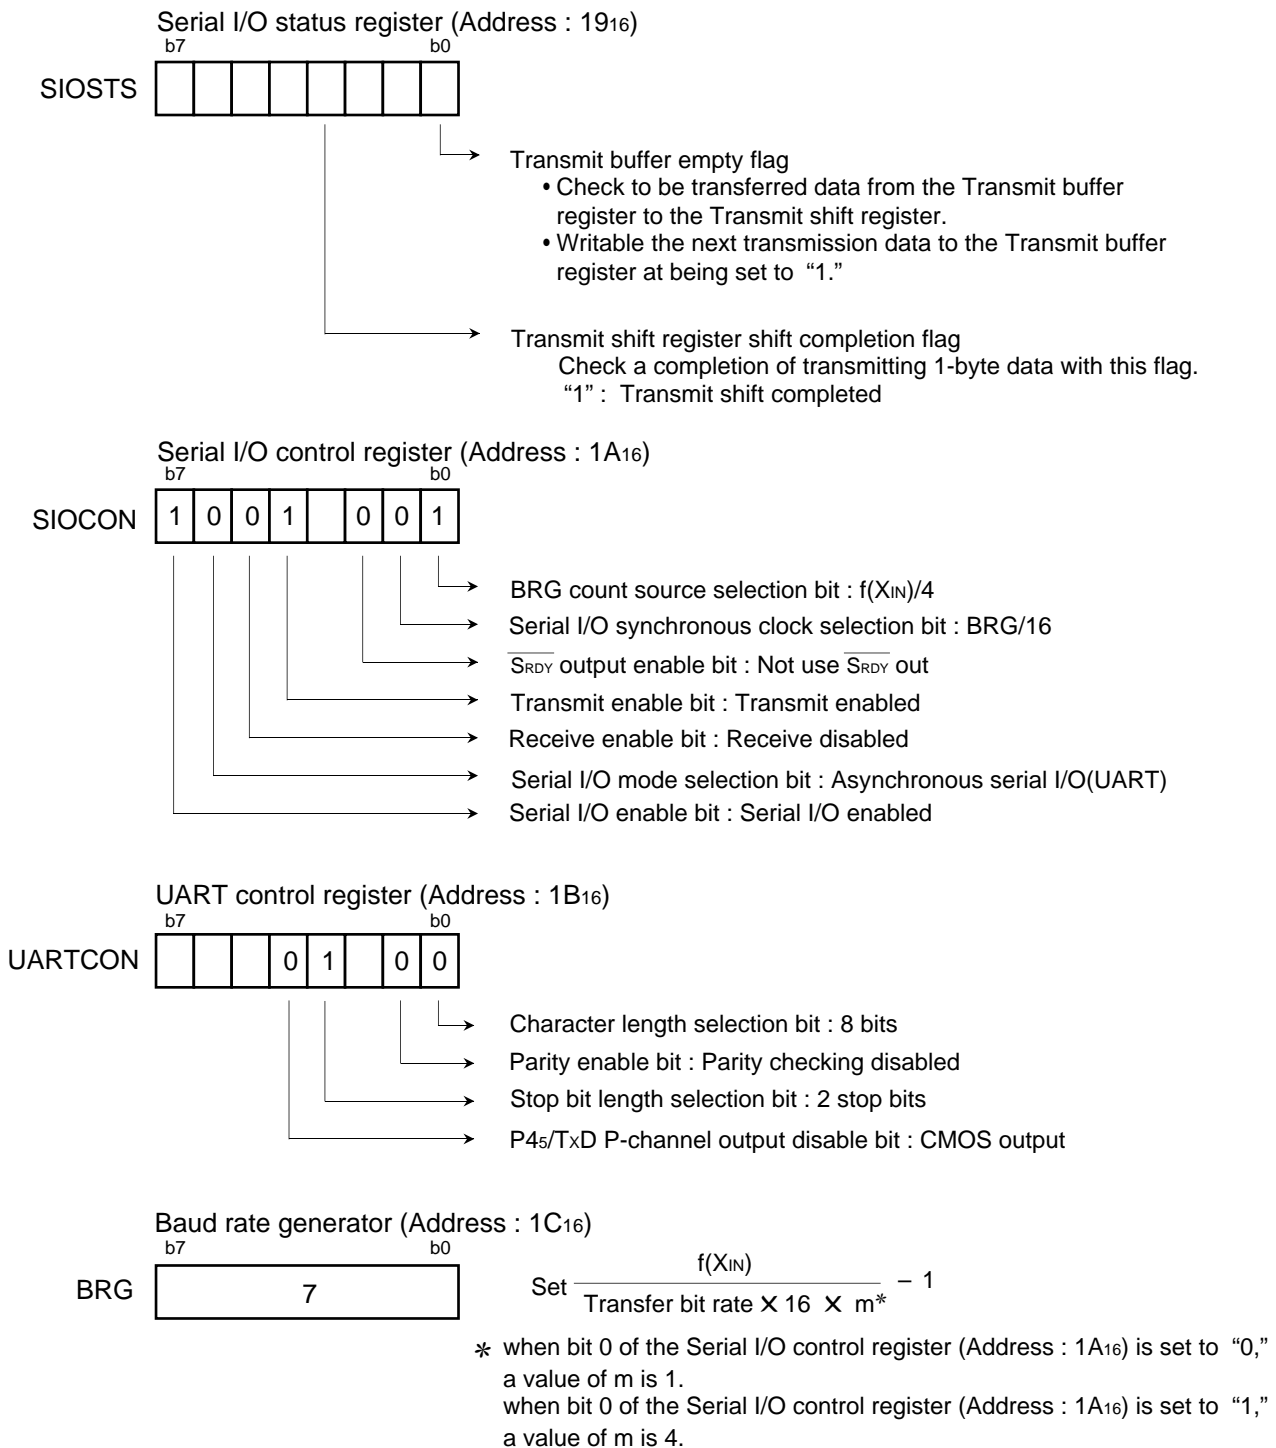 Serial I/O status register (Address : 1916)
b7 b0
SIOSTS
Transmit buffer empty flag
• Check to be transferred data from the Transmit buffer
register to the Transmit shift register.
• Writable the next transmission data to the Transmit buffer
register at being set to “1.”
Transmit shift register shift completion flag
Check a completion of transmitting 1-byte data with this flag.
“1” : Transmit shift completed
Serial I/O control register (Address : 1A16)
b7 b0
SIOCON 1 0 0 1 0 0 1
BRG count source selection bit : f(XIN)/4
Serial I/O synchronous clock selection bit : BRG/16
SRDY output enable bit : Not use SRDY out
Transmit enable bit : Transmit enabled
Receive enable bit : Receive disabled
Serial I/O mode selection bit : Asynchronous serial I/O(UART)
Serial I/O enable bit : Serial I/O enabled
UART control register (Address : 1B16)
b7 b0
UARTCON 0 1 0 0
Character length selection bit : 8 bits
Parity enable bit : Parity checking disabled
Stop bit length selection bit : 2 stop bits
P45/TxD P-channel output disable bit : CMOS output
Baud rate generator (Address : 1C16)
b7 b0
BRG 7
f(XIN)
Set – 1
Transfer bit rate ✕ 16 ✕ m*
* when bit 0 of the Serial I/O control register (Address : 1A16) is set to “0,”
a value of m is 1.
when bit 0 of the Serial I/O control register (Address : 1A16) is set to “1,”
a value of m is 4.